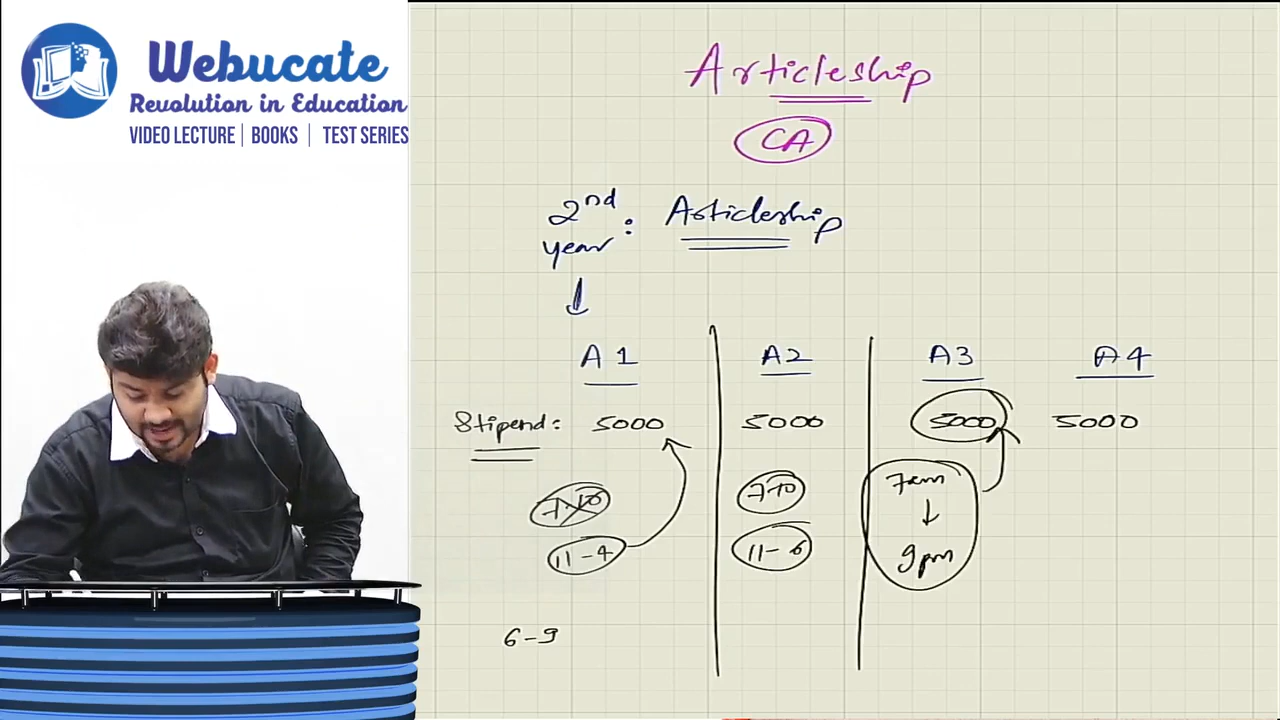 Webucate
Revolution in Education
VIDEO LECTURE | BOOKS | TEST SERIES
Articleship
CA
2nd year : Articleship
A1 A2 A3 A4
Stipend: 5000 5000 5000 5000
7-10 7-10 7am
11-4 11-6 9pm
6-9